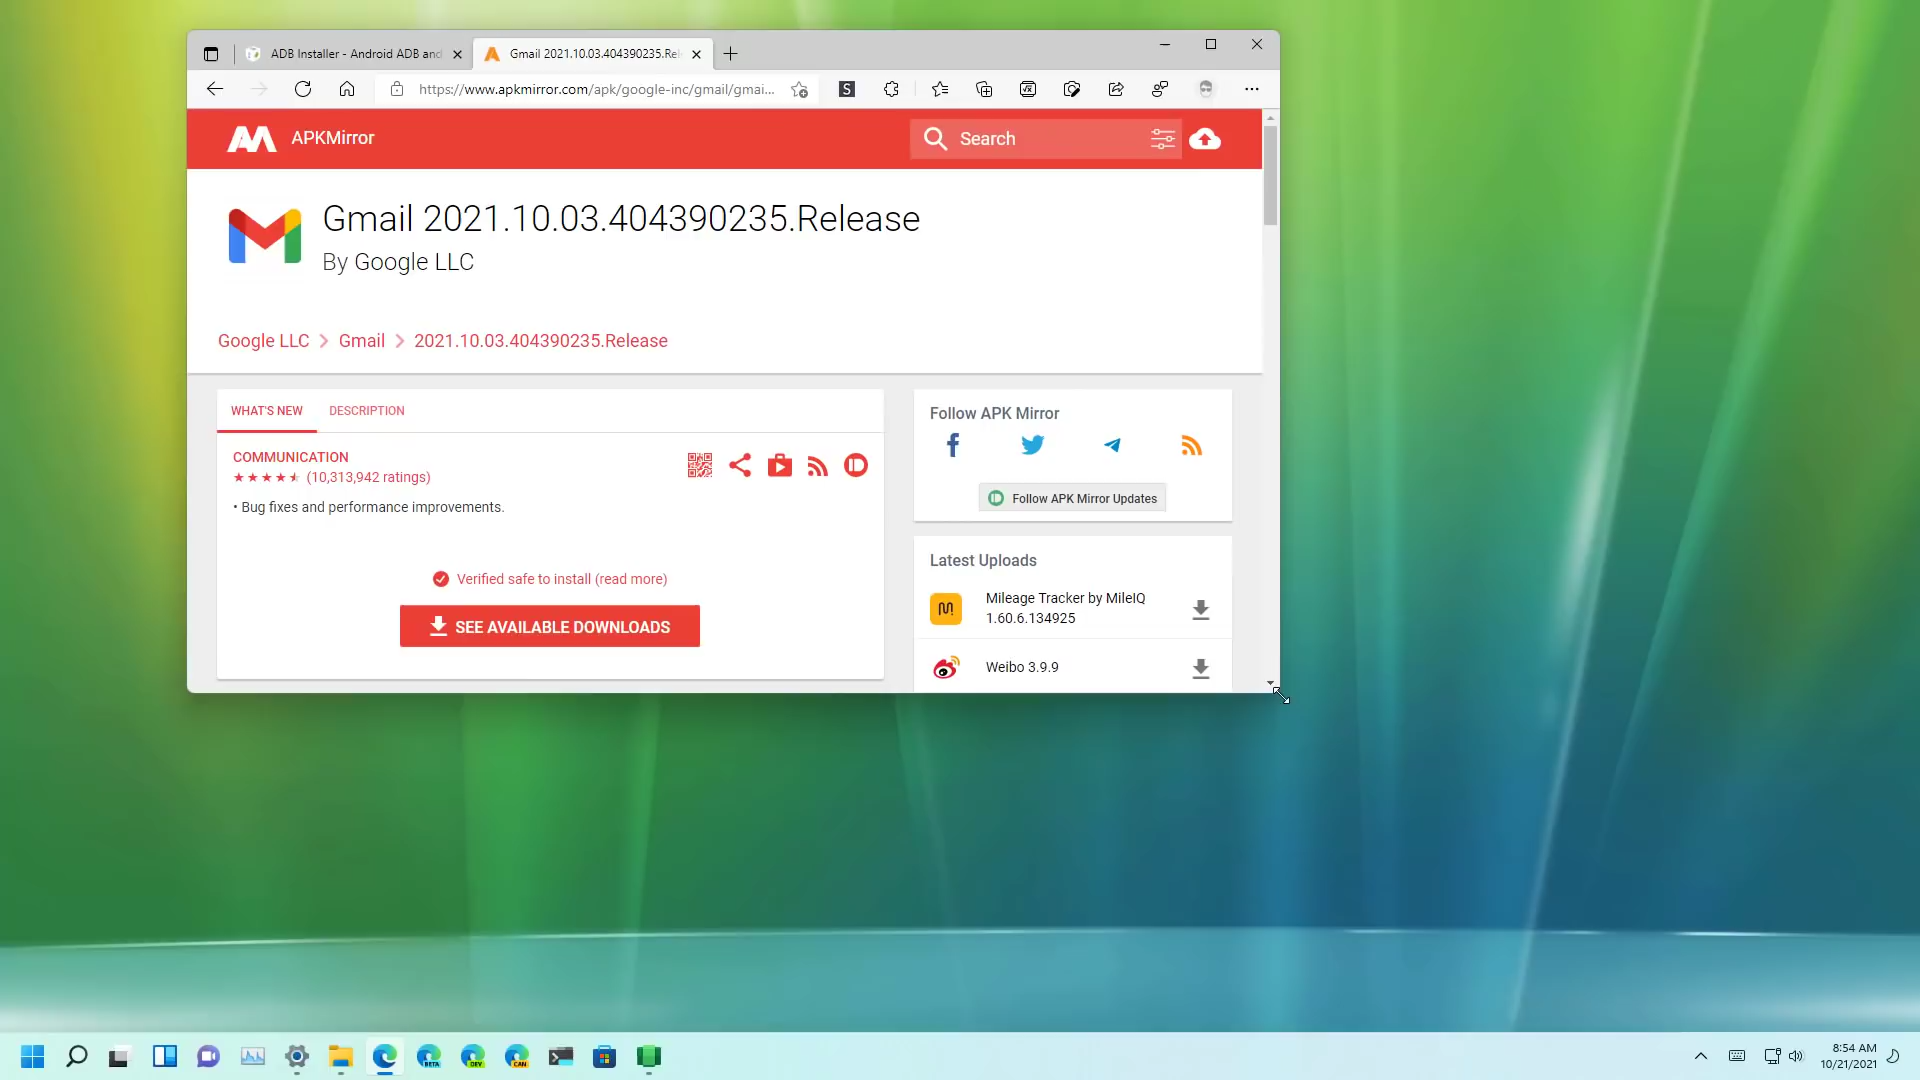 ADB Installer - Android ADB and
Gmail 2021.10.03.404390235.Rel
https://www.apkmirror.com/apk/google-inc/gmail/gmai...
S
APKMirror
Search
Gmail 2021.10.03.404390235.Release
By Google LLC
Google LLC
Gmail
2021.10.03.404390235.Release
WHAT'S NEW
DESCRIPTION
COMMUNICATION
(10,313,942 ratings)
• Bug fixes and performance improvements.
Verified safe to install (read more)
SEE AVAILABLE DOWNLOADS
Follow APK Mirror
Follow APK Mirror Updates
Latest Uploads
Mileage Tracker by MileIQ
1.60.6.134925
Weibo 3.9.9
BETA
DEV
CAN
8:54 AM
10/21/2021